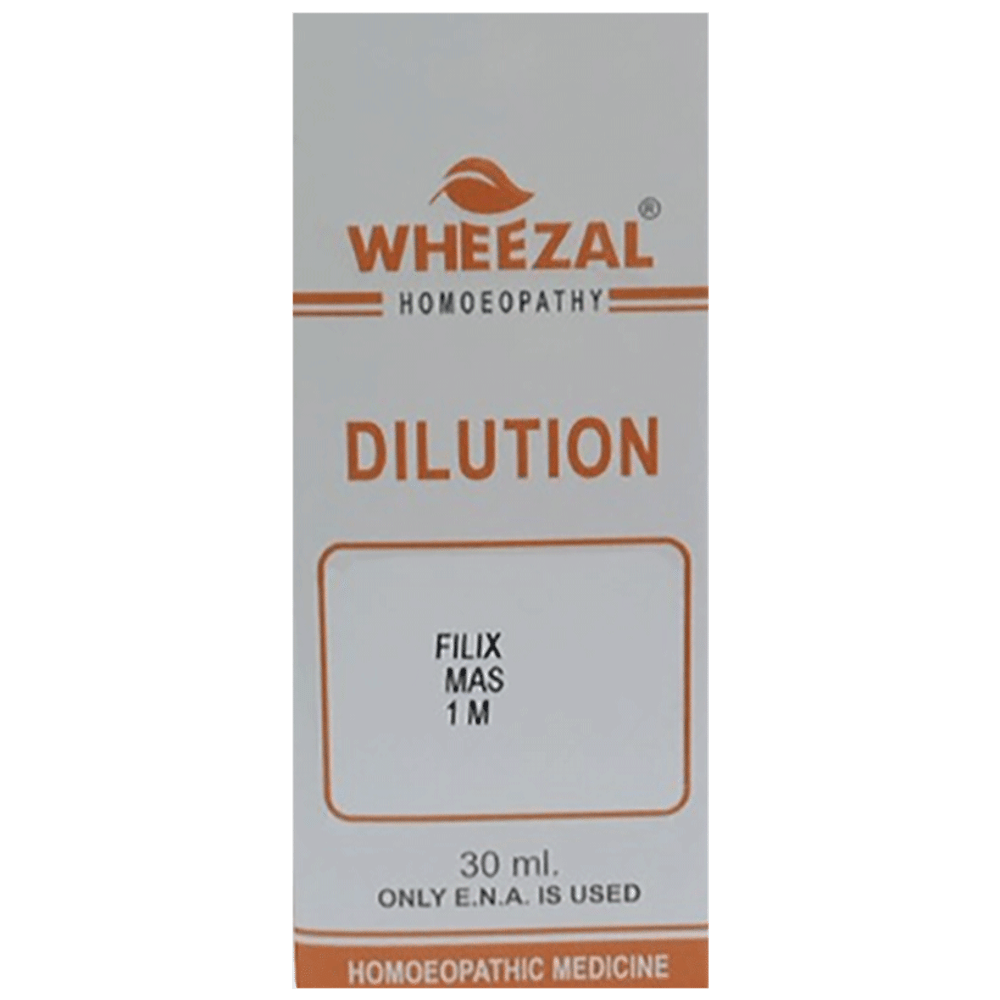 WHEEZAL®
HOMOEOPATHY
DILUTION
FILIX
MAS
1 M
30 ml.
ONLY E.N.A. IS USED
HOMOEOPATHIC MEDICINE